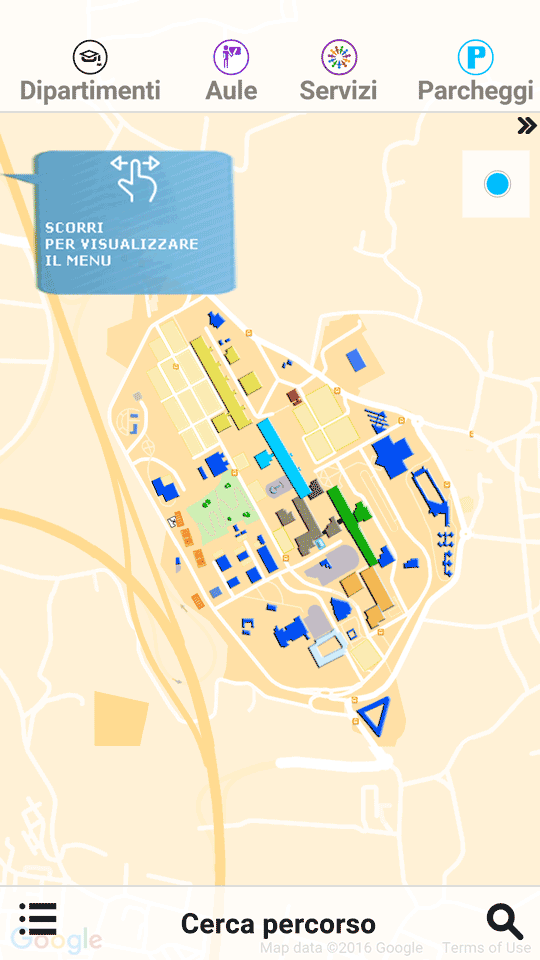 Dipartimenti Aule Servizi Parcheggi
SCORRI
PER VISUALIZZARE
IL MENU
Cerca percorso
Google
Map data ©2016 Google Terms of Use